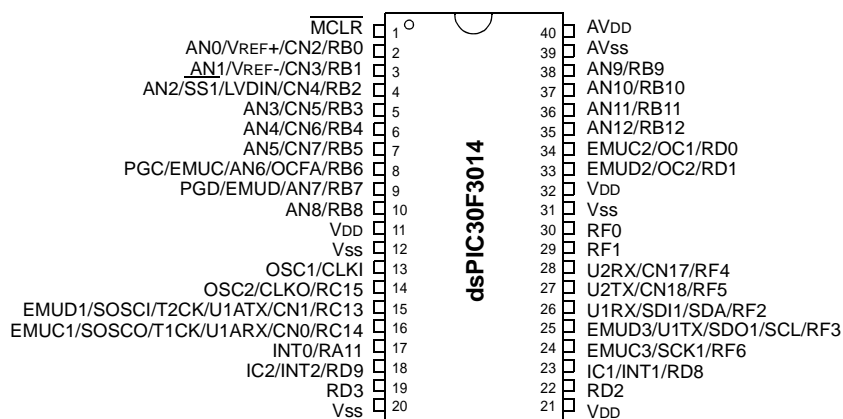 MCLR 1 40 AVDD
AN0/VREF+/CN2/RB0 2 39 AVss
AN1/VREF-/CN3/RB1 3 38 AN9/RB9
AN2/SS1/LVDIN/CN4/RB2 4 37 AN10/RB10
AN3/CN5/RB3 5 36 AN11/RB11
AN4/CN6/RB4 6 35 AN12/RB12
AN5/CN7/RB5 7 34 EMUC2/OC1/RD0
PGC/EMUC/AN6/OCFA/RB6 8 33 EMUD2/OC2/RD1
PGD/EMUD/AN7/RB7 9 32 VDD
AN8/RB8 10 31 Vss
VDD 11 30 RF0
Vss 12 29 RF1
OSC1/CLKI 13 28 U2RX/CN17/RF4
OSC2/CLKO/RC15 14 27 U2TX/CN18/RF5
EMUD1/SOSCI/T2CK/U1ATX/CN1/RC13 15 26 U1RX/SDI1/SDA/RF2
EMUC1/SOSCO/T1CK/U1ARX/CN0/RC14 16 25 EMUD3/U1TX/SDO1/SCL/RF3
INT0/RA11 17 24 EMUC3/SCK1/RF6
IC2/INT2/RD9 18 23 IC1/INT1/RD8
RD3 19 22 RD2
Vss 20 21 VDD
dsPIC30F3014